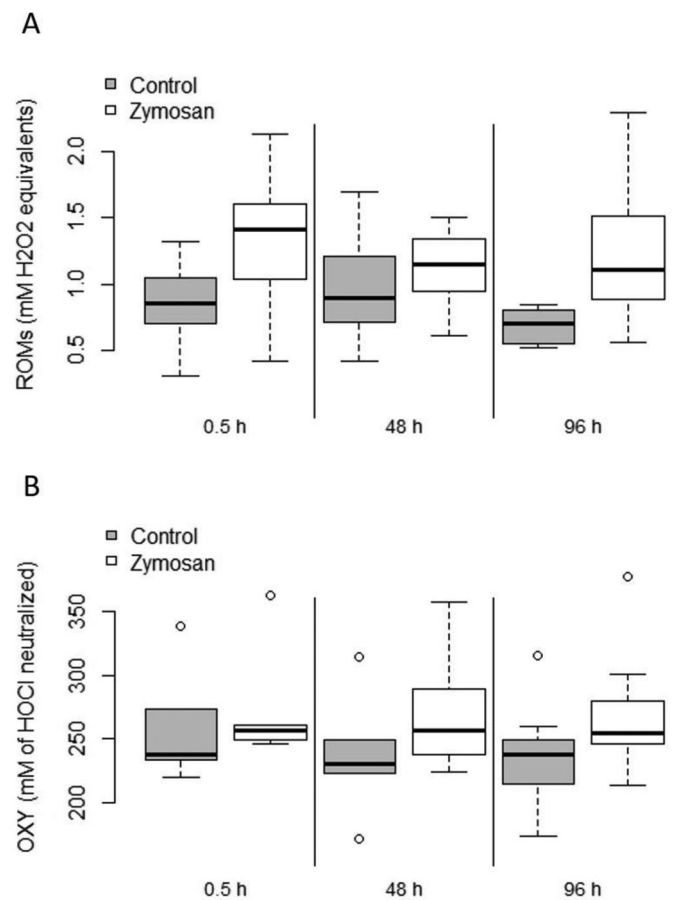 A
Control
Zymosan
ROMs (mM H2O2 equivalents)
2.0
1.5
1.0
0.5
0.5 h
48 h
96 h
B
Control
Zymosan
OXY (mM of HOCl neutralized)
350
300
250
200
0.5 h
48 h
96 h